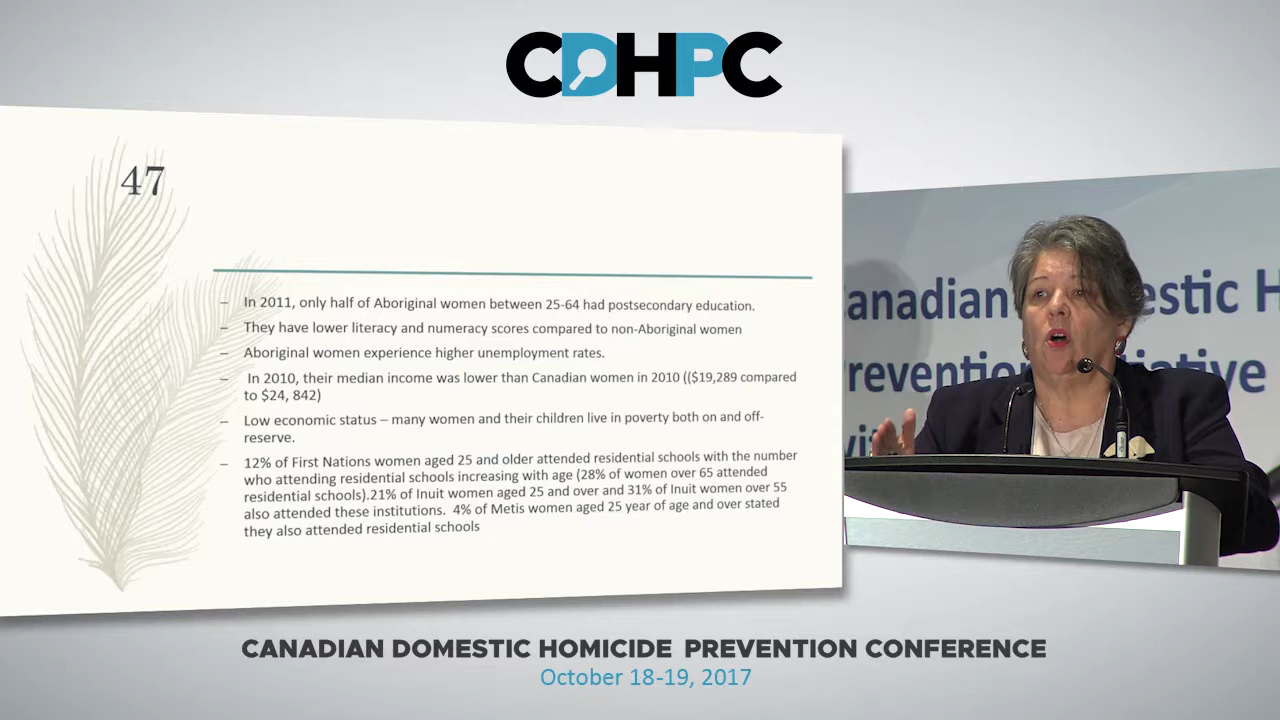 CDHPC
47
– In 2011, only half of Aboriginal women between 25-64 had postsecondary education.
– They have lower literacy and numeracy scores compared to non-Aboriginal women
– Aboriginal women experience higher unemployment rates.
– In 2010, their median income was lower than Canadian women in 2010 (($19,289 compared
to $24, 842)
– Low economic status – many women and their children live in poverty both on and off-
reserve.
– 12% of First Nations women aged 25 and older attended residential schools with the number
who attending residential schools increasing with age (28% of women over 65 attended
residential schools).21% of Inuit women aged 25 and over and 31% of Inuit women over 55
also attended these institutions. 4% of Metis women aged 25 year of age and over stated
they also attended residential schools
anadian estic H
reventio itiative
vi
CANADIAN DOMESTIC HOMICIDE PREVENTION CONFERENCE
October 18-19, 2017